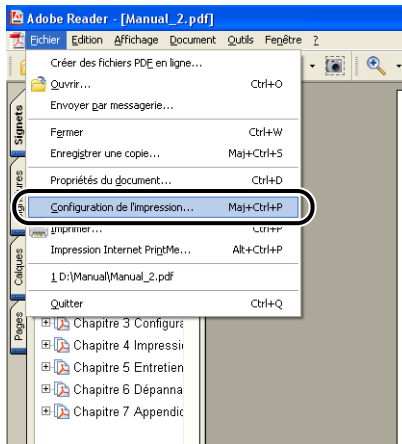 Adobe Reader - [Manual_2.pdf]
Fichier Edition Affichage Document Outils Fenêtre ?
Créer des fichiers PDF en ligne...
Ouvrir... Ctrl+O
Envoyer par messagerie...
Fermer Ctrl+W
Enregistrer une copie... Maj+Ctrl+S
Propriétés du document... Ctrl+D
Configuration de l'impression... Maj+Ctrl+P
Imprimer... Ctrl+P
Impression Internet PrintMe... Alt+Ctrl+P
1 D:\Manual\Manual_2.pdf
Quitter Ctrl+Q
Signets
Calques
Pages
Chapitre 3 Configura
Chapitre 4 Impressi
Chapitre 5 Entretien
Chapitre 6 Dépanna
Chapitre 7 Appendic